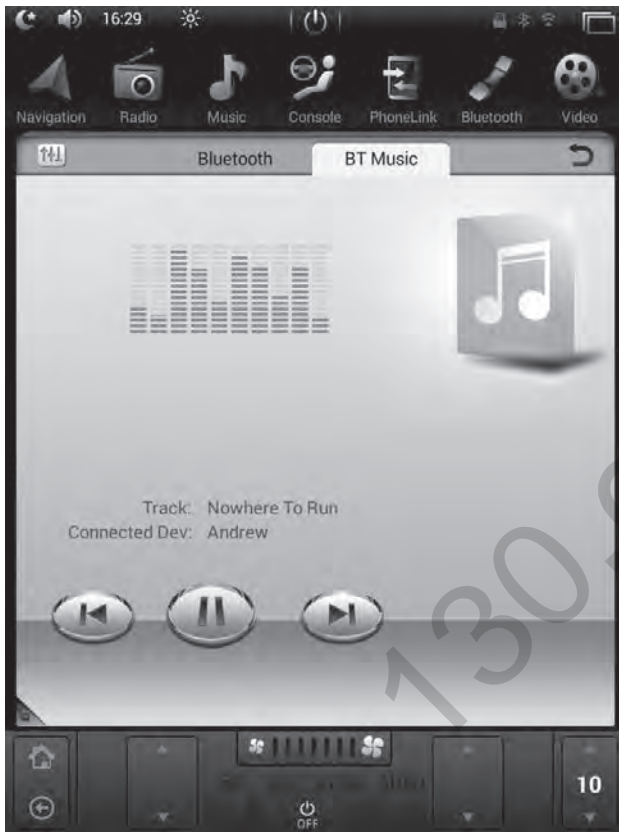 16:29
Navigation Radio Music Console PhoneLink Bluetooth Video
Bluetooth BT Music
Track: Nowhere To Run
Connected Dev: Andrew
130.
10
OFF